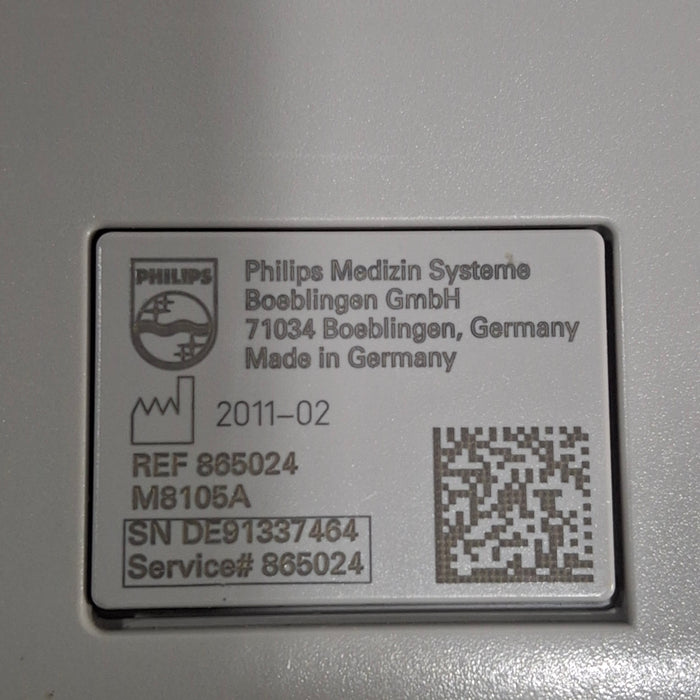 PHILIPS
Philips Medizin Systeme
Boeblingen GmbH
71034 Boeblingen, Germany
Made in Germany
2011-02
REF 865024
M8105A
SN DE91337464
Service# 865024